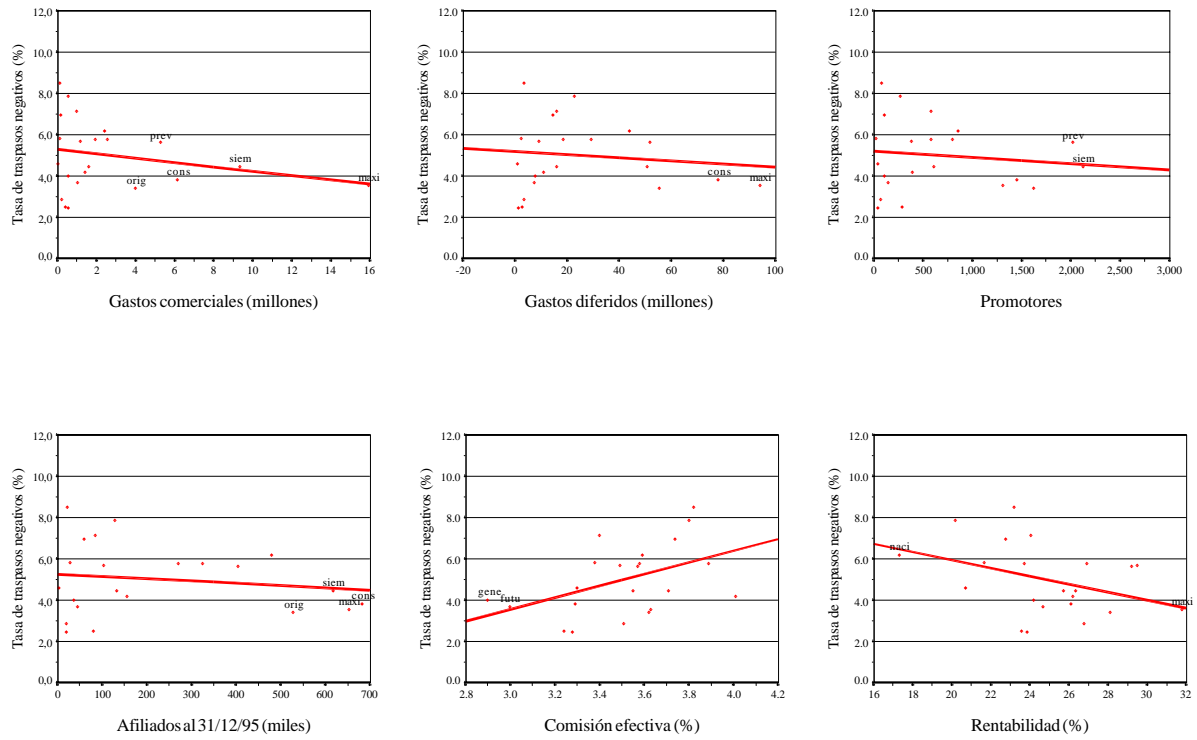 Tasa de traspasos negativos (%)
12,0
10,0
8,0
6,0
4,0
2,0
0,0
prev
siem
cons
orig
maxi
0 2 4 6 8 10 12 14 16
Gastos comerciales (millones)
Tasa de traspasos negativos (%)
12.0
10.0
8.0
6.0
4.0
2.0
0.0
cons
maxi
-20 0 20 40 60 80 100
Gastos diferidos (millones)
Tasa de traspasos negativos (%)
12.0
10.0
8.0
6.0
4.0
2.0
0.0
prev
siem
0 500 1,000 1,500 2,000 2,500 3,000
Promotores
Tasa de traspasos negativos (%)
12,0
10,0
8,0
6,0
4,0
2,0
0,0
siem
cons
maxi
orig
0 100 200 300 400 500 600 700
Afiliados al 31/12/95 (miles)
Tasa de traspasos negativos (%)
12.0
10.0
8.0
6.0
4.0
2.0
0.0
gene
futu
2.8 3.0 3.2 3.4 3.6 3.8 4.0 4.2
Comisión efectiva (%)
Tasa de traspasos negativos (%)
12.0
10.0
8.0
6.0
4.0
2.0
0.0
naci
maxi
16 18 20 22 24 26 28 30 32
Rentabilidad (%)